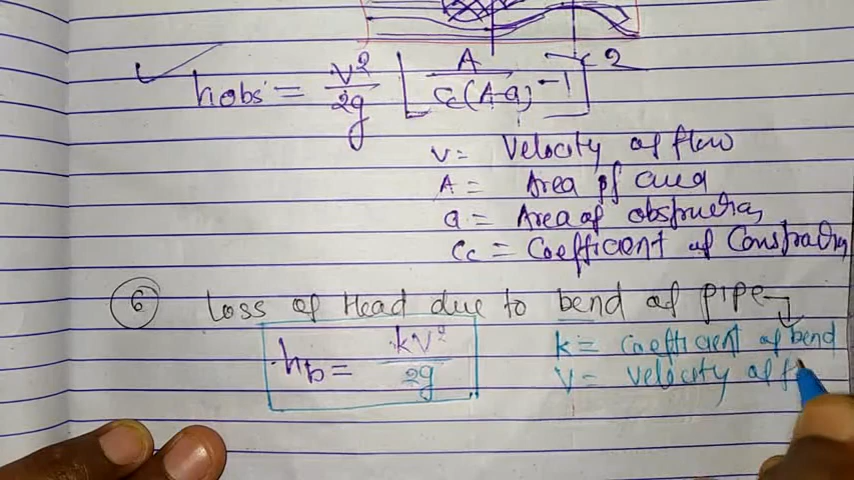 hobs = V²/2g [A/Cc(A-a) -1]²
V = Velocity of flow
A = Area of area
a = Area of obstruction
Cc = Coefficient of Constraction
⑥ Loss of Head due to bend of pipe
hb = kV²/2g
k = Coefficient of bend
V = Velocity of f